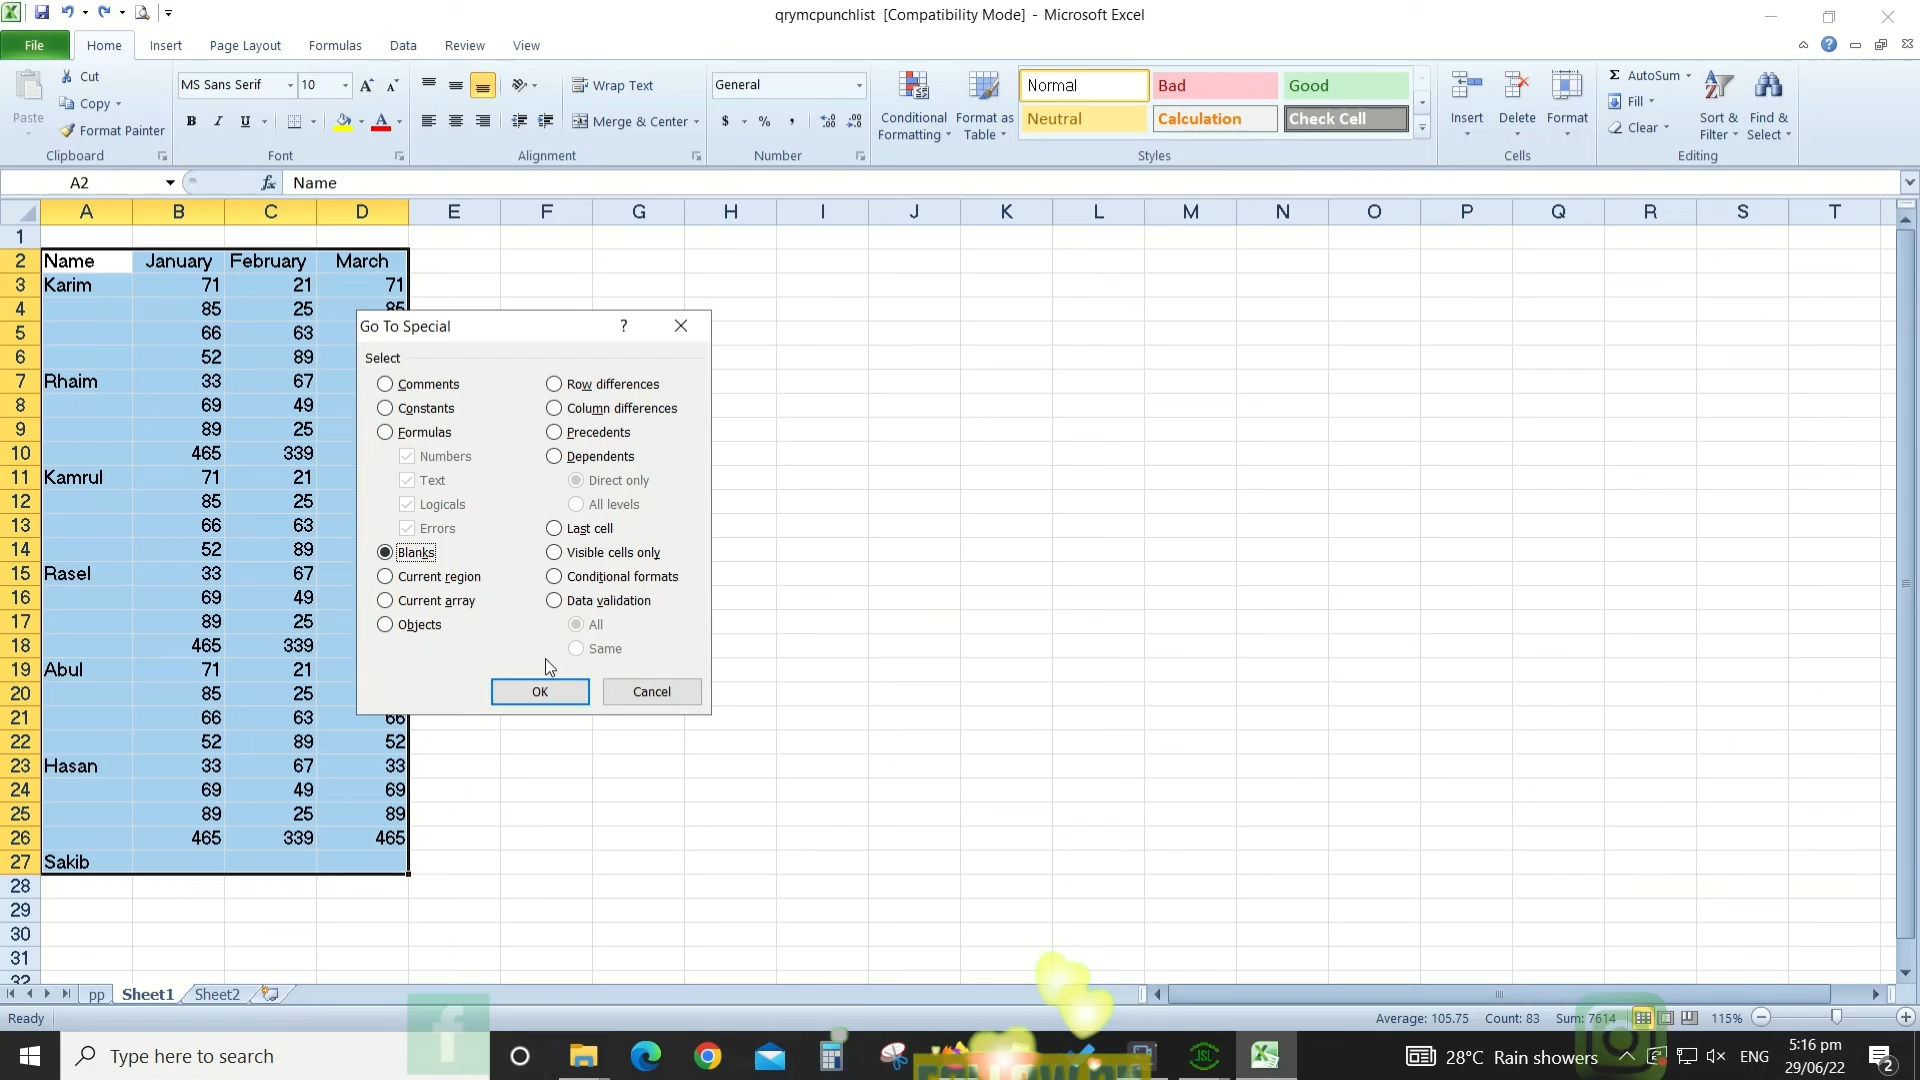 qrymcpunchlist [Compatibility Mode] - Microsoft Excel
File Home Insert Page Layout Formulas Data Review View
Paste
Cut
Copy
Format Painter
Clipboard
MS Sans Serif 10
B I U
Font
Wrap Text
Merge & Center
Alignment
General
$ % ,
Number
Conditional Formatting
Format as Table
Normal Bad Good
Neutral Calculation Check Cell
Styles
Insert Delete Format
Cells
AutoSum
Fill
Clear
Sort & Filter
Find & Select
Editing
A2 fx Name
A B C D E F G H I J K L M N O P Q R S T
1
2 Name January February March
3 Karim 71 21 71
4 85 25 85
5 66 63
6 52 89
7 Rhaim 33 67
8 69 49
9 89 25
10 465 339
11 Kamrul 71 21
12 85 25
13 66 63
14 52 89
15 Rasel 33 67
16 69 49
17 89 25
18 465 339
19 Abul 71 21
20 85 25
21 66 63 66
22 52 89 52
23 Hasan 33 67 33
24 69 49 69
25 89 25 89
26 465 339 465
27 Sakib
28
29
30
31
32
Go To Special ?
Select
Comments
Constants
Formulas
Numbers
Text
Logicals
Errors
Blanks
Current region
Current array
Objects
Row differences
Column differences
Precedents
Dependents
Direct only
All levels
Last cell
Visible cells only
Conditional formats
Data validation
All
Same
OK Cancel
pp Sheet1 Sheet2
Ready
Average: 105.75 Count: 83 Sum: 7614 115%
Type here to search
JSL
28°C Rain showers
ENG
5:16 pm
29/06/22
2